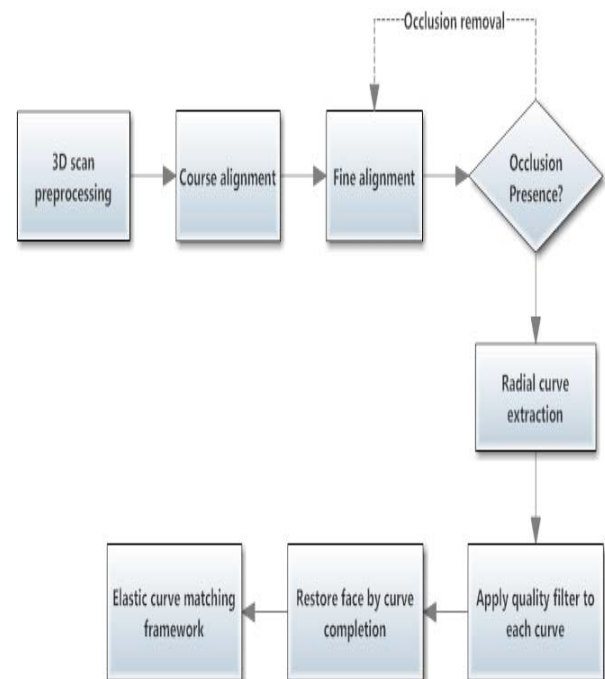 Occlusion removal
3D scan
preprocessing
Course alignment
Fine alignment
Occlusion
Presence?
Radial curve
extraction
Apply quality filter to
each curve
Restore face by curve
completion
Elastic curve matching
framework